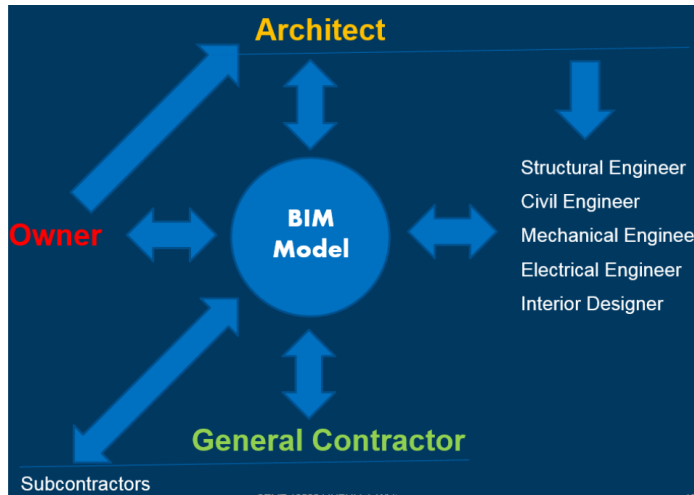 Architect
Structural Engineer
Civil Engineer
BIM
Model
Owner
Mechanical Enginee
Electrical Engineer
Interior Designer
General Contractor
Subcontractors